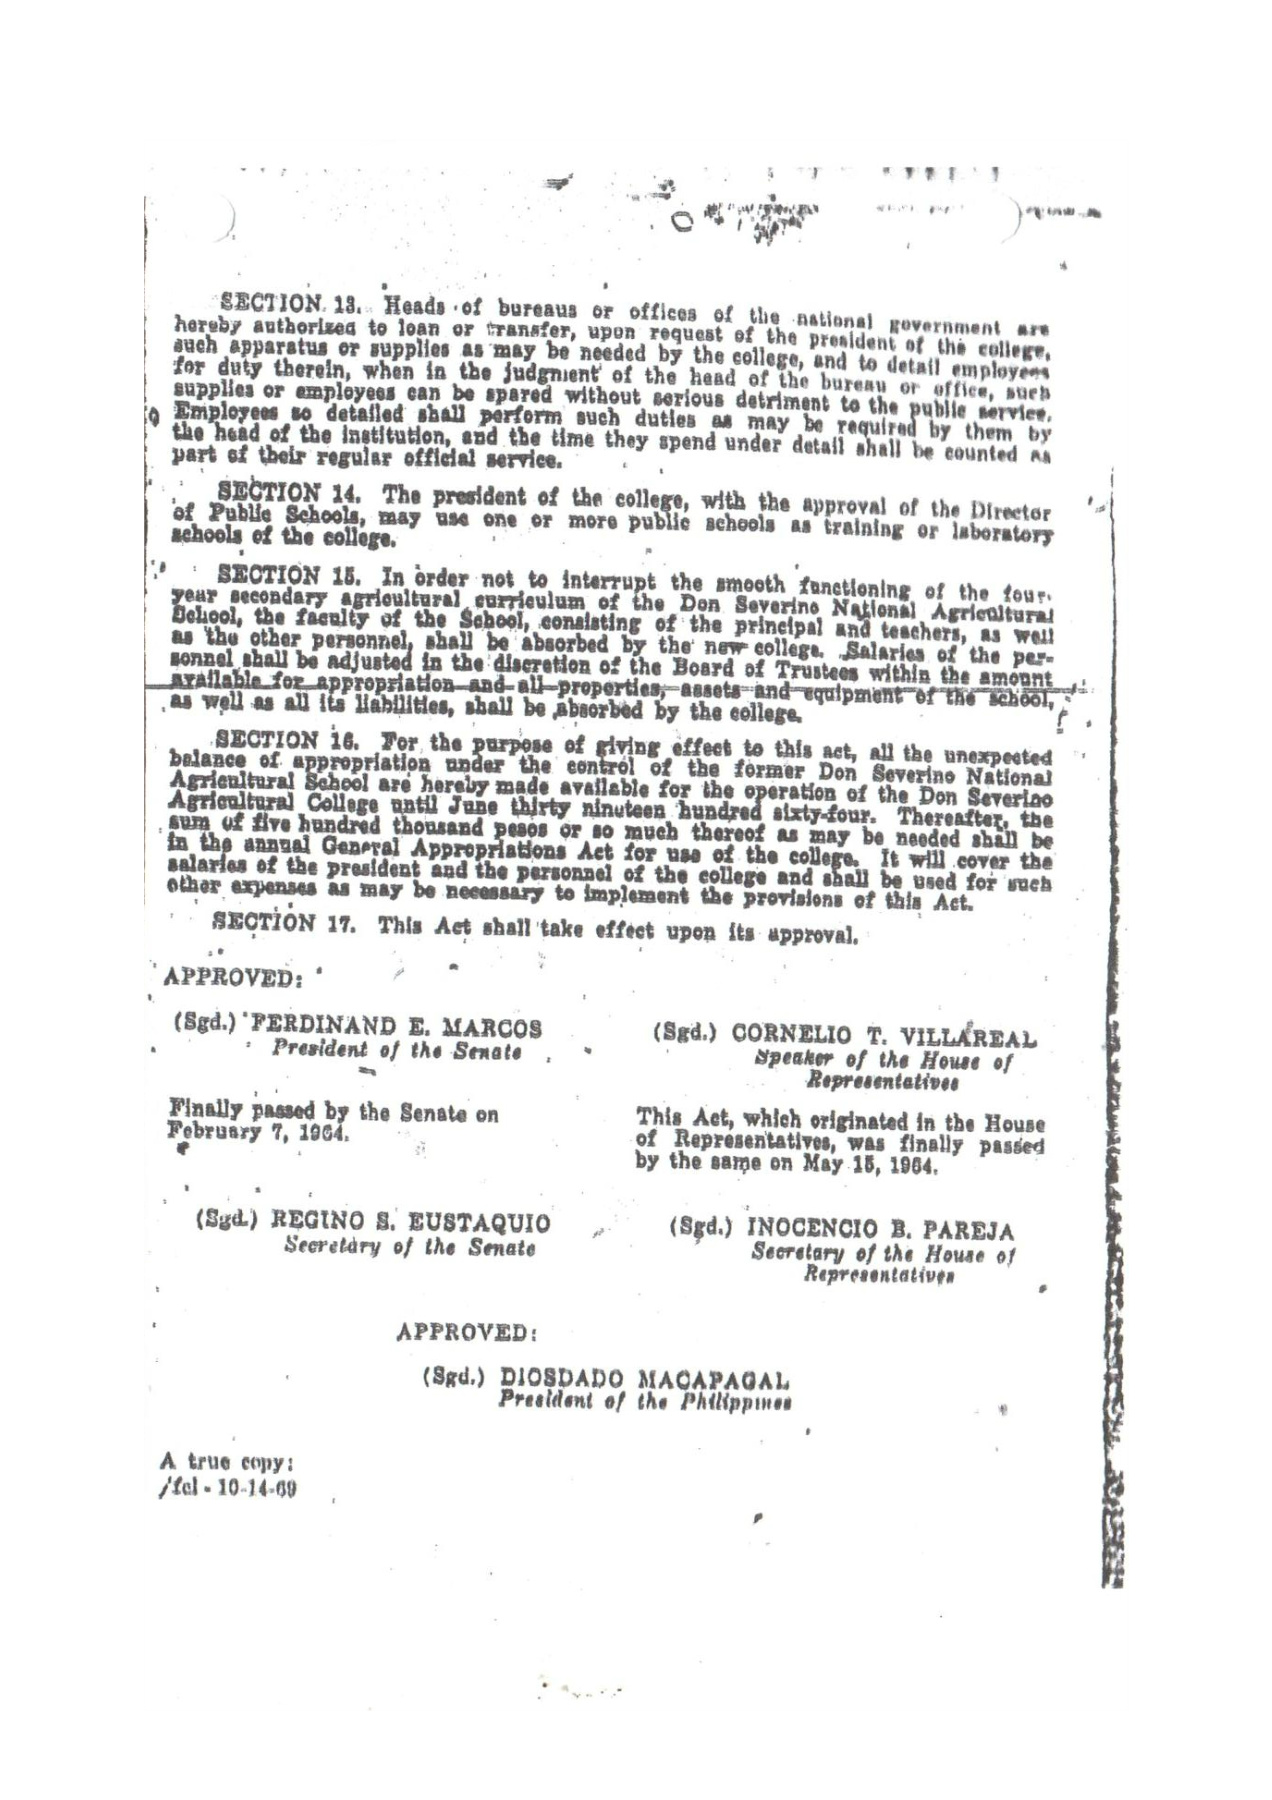 SECTION 13. Heads of bureaus or offices of the national government are
hereby authorized to loan or transfer, upon request of the president of the college,
such apparatus or supplies as may be needed by the college, and to detail employees
for duty therein, when in the judgment of the head of the bureau or office, such
supplies or employees can be spared without serious detriment to the public service.
Employees so detailed shall perform such duties as may be required by them by
the head of the institution, and the time they spend under detail shall be counted as
part of their regular official service.
SECTION 14. The president of the college, with the approval of the Director
of Public Schools, may use one or more public schools as training or laboratory
schools of the college.
SECTION 15. In order not to interrupt the smooth functioning of the four-
year secondary agricultural curriculum of the Don Severino National Agricultural
School, the faculty of the School, consisting of the principal and teachers, as well
as the other personnel, shall be absorbed by the new college. Salaries of the per-
sonnel shall be adjusted in the discretion of the Board of Trustees within the amount
available for appropriation and all properties, assets and equipment of the school,
as well as all its liabilities, shall be absorbed by the college.
SECTION 16. For the purpose of giving effect to this act, all the unexpected
balance of appropriation under the control of the former Don Severino National
Agricultural School are hereby made available for the operation of the Don Severino
Agricultural College until June thirty nineteen hundred sixty-four. Thereafter, the
sum of five hundred thousand pesos or so much thereof as may be needed shall be
in the annual General Appropriations Act for use of the college. It will cover the
salaries of the president and the personnel of the college and shall be used for such
other expenses as may be necessary to implement the provisions of this Act.
SECTION 17. This Act shall take effect upon its approval.
APPROVED:
(Sgd.) FERDINAND E. MARCOS
President of the Senate
(Sgd.) CORNELIO T. VILLAREAL
Speaker of the House of
Representatives
Finally passed by the Senate on
February 7, 1964.
This Act, which originated in the House
of Representatives, was finally passed
by the same on May 15, 1964.
(Sgd.) REGINO S. EUSTAQUIO
Secretary of the Senate
(Sgd.) INOCENCIO B. PAREJA
Secretary of the House of
Representatives
APPROVED:
(Sgd.) DIOSDADO MACAPAGAL
President of the Philippines
A true copy:
/fcl - 10-14-69